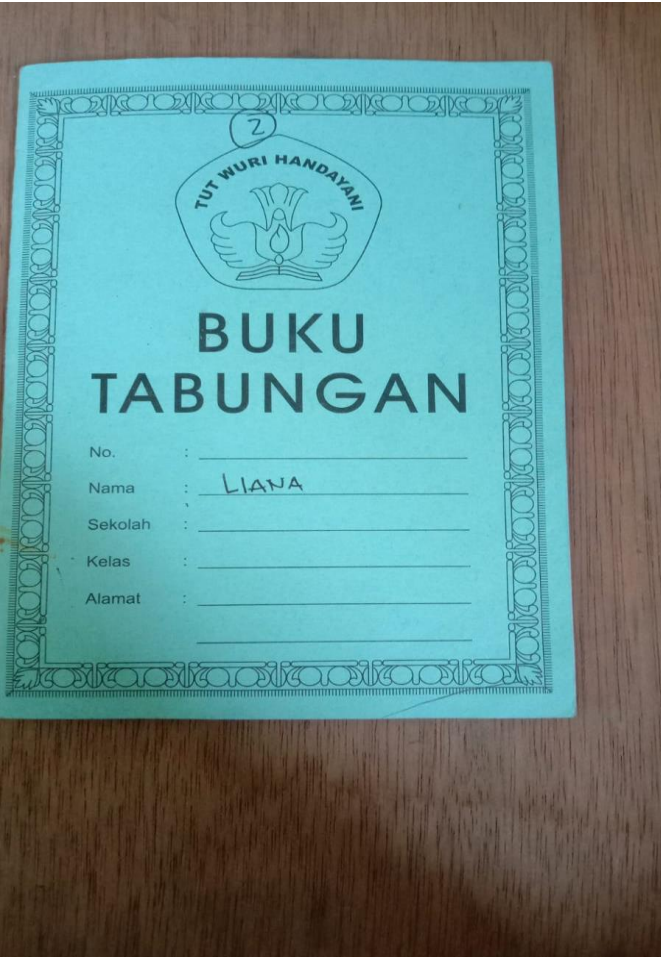 2
TUT WURI HANDAYANI
BUKU
TABUNGAN
No. :
Nama : LIANA
Sekolah :
Kelas :
Alamat :